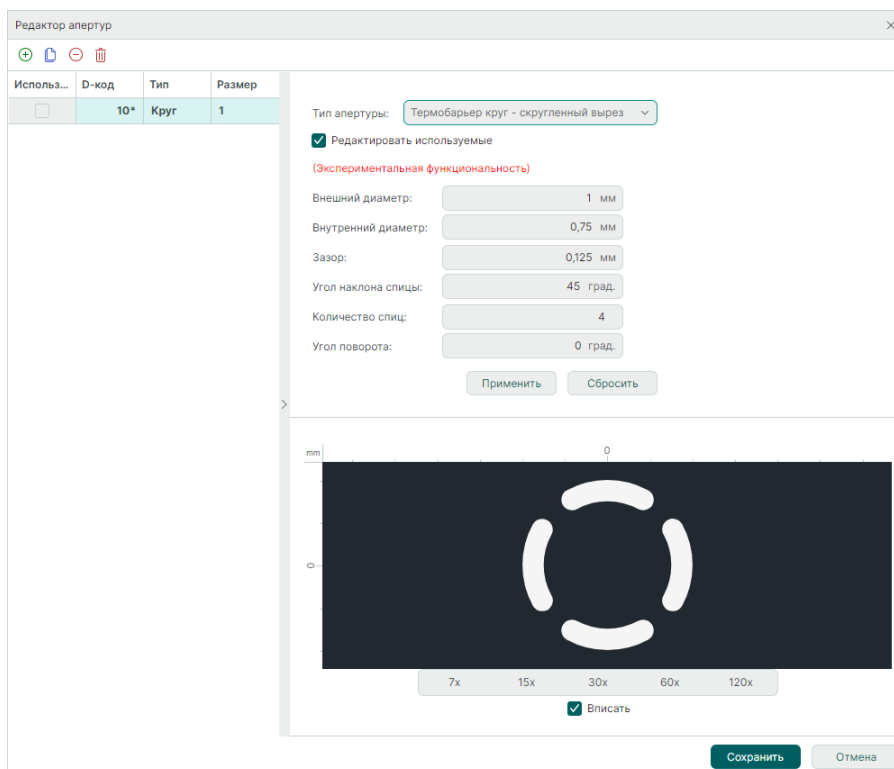 Редактор апертур
Использ... D-код Тип Размер
10* Круг 1
Тип апертуры: Термобарьер круг - скругленный вырез
Редактировать используемые
(Экспериментальная функциональность)
Внешний диаметр: 1 мм
Внутренний диаметр: 0,75 мм
Зазор: 0,125 мм
Угол наклона спицы: 45 град.
Количество спиц: 4
Угол поворота: 0 град.
Применить Сбросить
mm 0
0
7x 15x 30x 60x 120x
Вписать
Сохранить Отмена